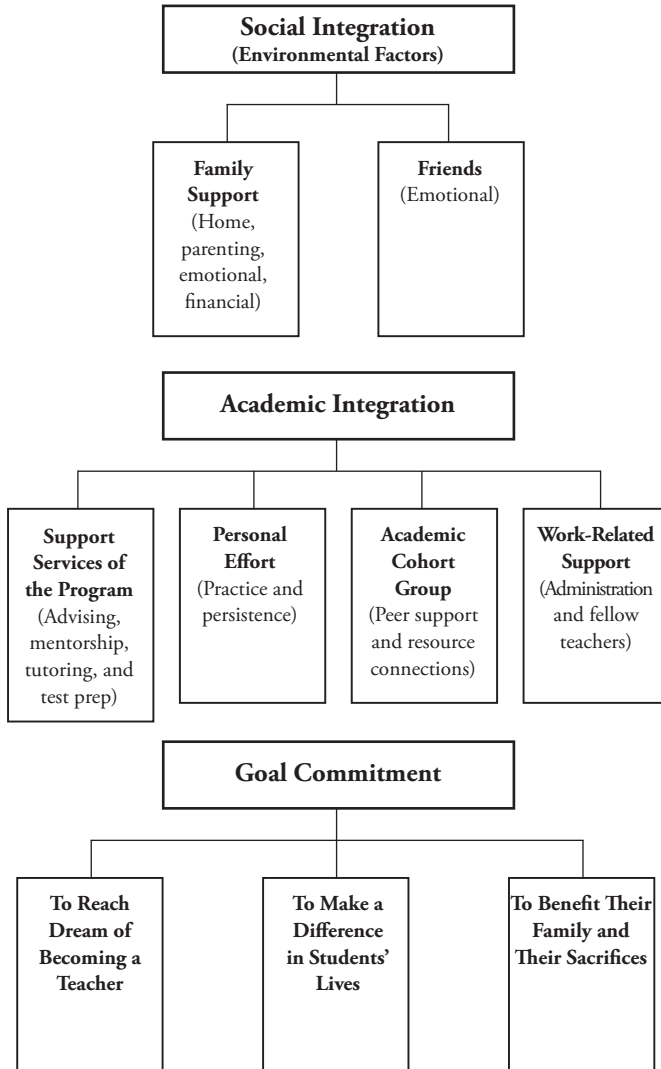 Social Integration
(Environmental Factors)
Family
Support
(Home,
parenting,
emotional,
financial)
Friends
(Emotional)
Academic Integration
Support
Services of
the Program
(Advising,
mentorship,
tutoring, and
test prep)
Personal
Effort
(Practice and
persistence)
Academic
Cohort
Group
(Peer support
and resource
connections)
Work-Related
Support
(Administration
and fellow
teachers)
Goal Commitment
To Reach
Dream of
Becoming a
Teacher
To Make a
Difference
in Students’
Lives
To Benefit Their
Family and
Their Sacrifices